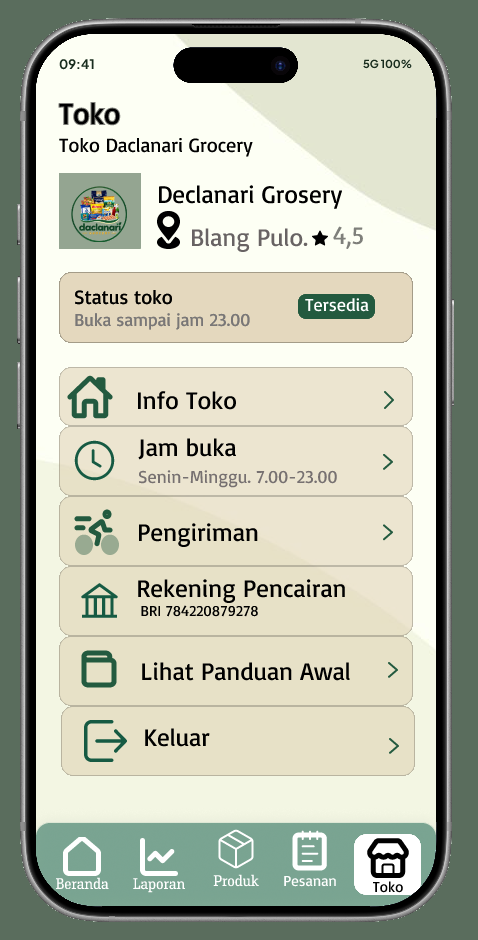 09:41
5G 100%
Toko
Toko Daclanari Grocery
daclanari
Declanari Grosery
Blang Pulo. 4,5
Status toko
Buka sampai jam 23.00
Tersedia
Info Toko
Jam buka
Senin-Minggu. 7.00-23.00
Pengiriman
Rekening Pencairan
BRI 784220879278
Lihat Panduan Awal
Keluar
Beranda
Laporan
Produk
Pesanan
Toko